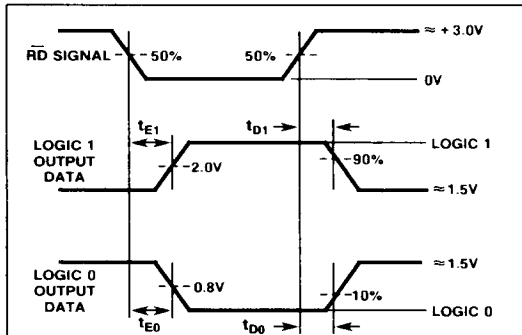 ≈ + 3.0V
RD SIGNAL
50%
50%
0V
tE1
tD1
LOGIC 1
OUTPUT
DATA
2.0V
LOGIC 1
90%
≈1.5V
LOGIC 0
OUTPUT
DATA
0.8V
≈1.5V
10%
LOGIC 0
tE0
tD0